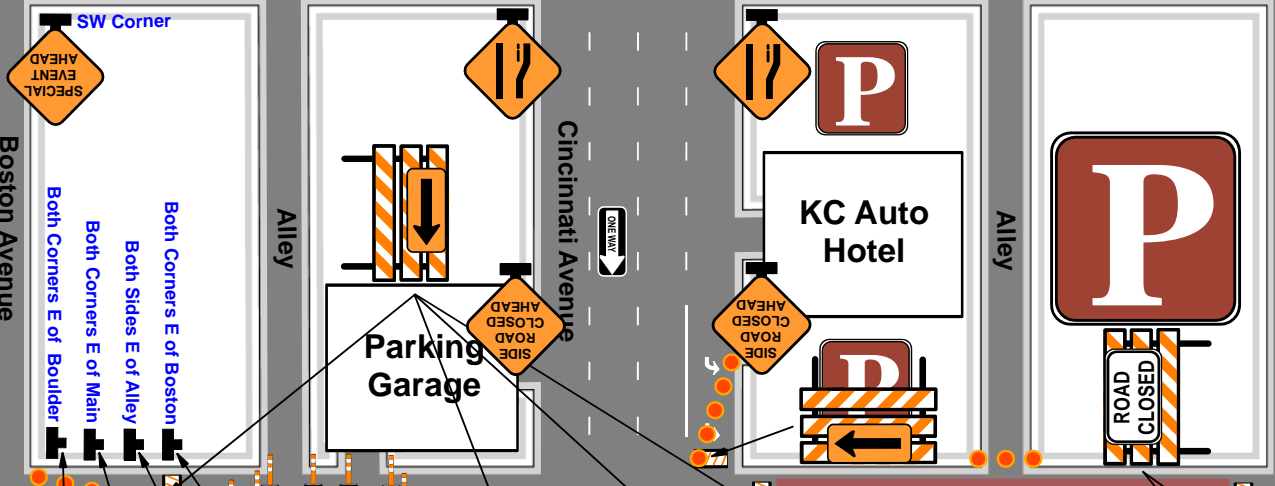 SW Corner
SPECIAL
EVENT
AHEAD
Boston Avenue
Both Corners E of Boulder
Both Corners E of Main
Both Sides E of Alley
Both Corners E of Boston
Alley
Parking
Garage
SIDE
ROAD
CLOSED
AHEAD
Cincinnati Avenue
ONE WAY
P
KC Auto
Hotel
SIDE
ROAD
CLOSED
AHEAD
P
Alley
P
ROAD
CLOSED